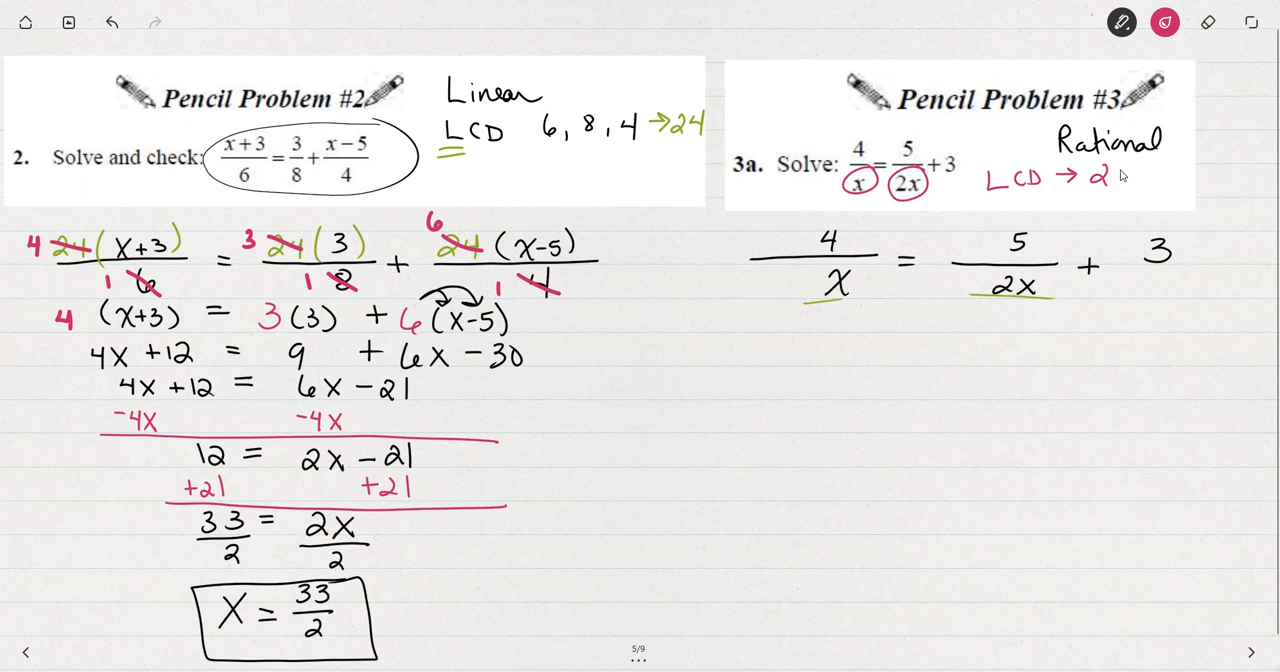 Pencil Problem #2
Linear
LCD 6, 8, 4 → 24
2. Solve and check: (x+3)/6 = 3/8 + (x−5)/4
4 24(x+3)/1 6 = 3 24(3)/1 8 + 6 24(x-5)/1 4
4 (x+3) = 3(3) + 6(x-5)
4x +12 = 9 + 6x - 30
4x +12 = 6x -21
-4x -4x
12 = 2x - 21
+21 +21
33/2 = 2x/2
x = 33/2
Pencil Problem #3
Rational
3a. Solve: 4/x = 5/2x + 3
LCD → 2
4/x = 5/2x + 3
5/9